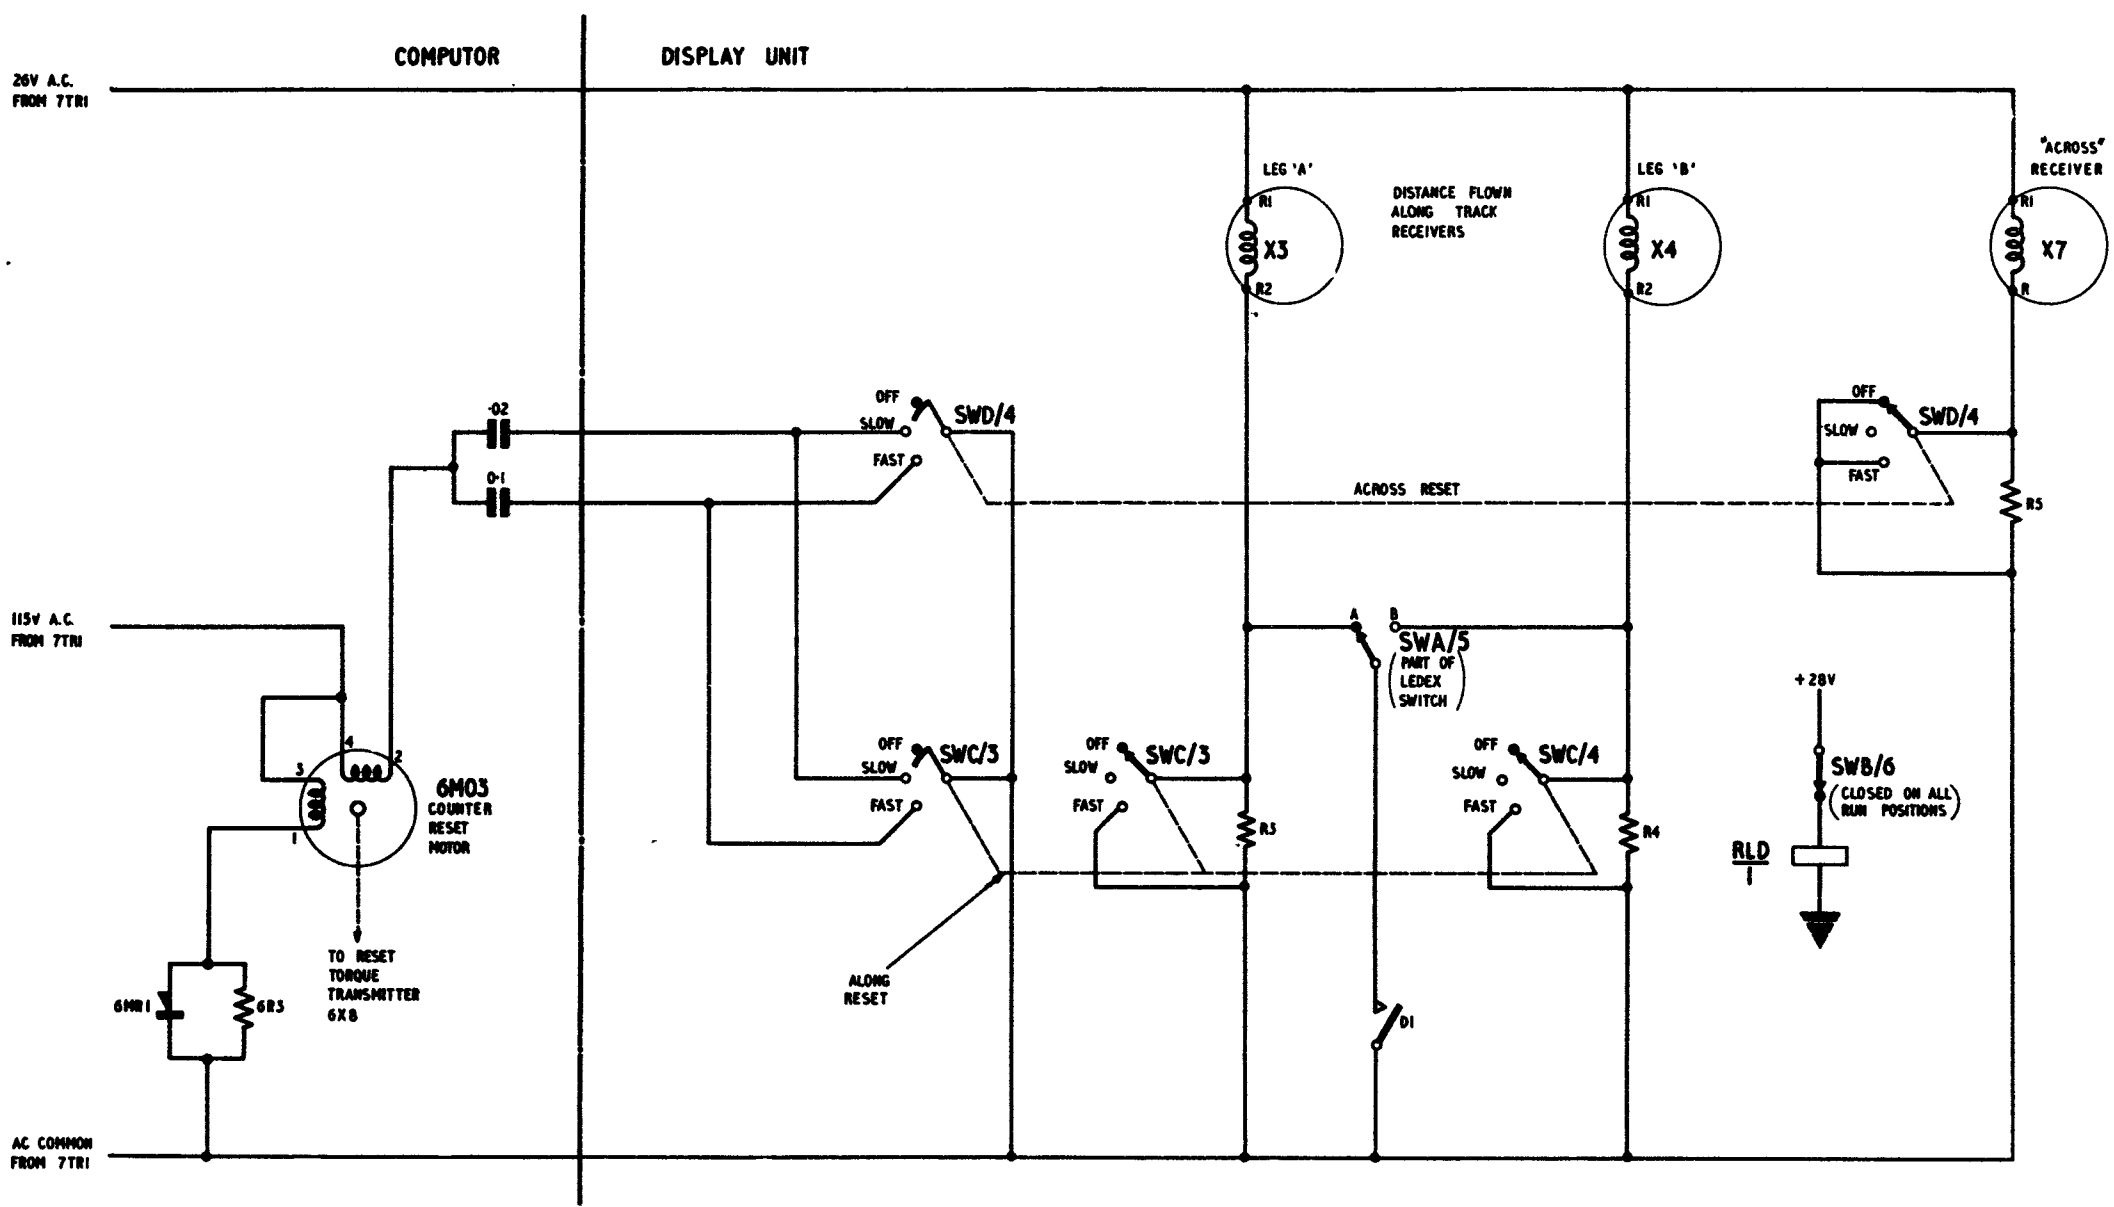 COMPUTOR
DISPLAY UNIT
26V A.C.
FROM 7TR1
"ACROSS"
RECEIVER
LEG 'A'
R1
X3
R2
DISTANCE FLOWN
ALONG TRACK
RECEIVERS
LEG 'B'
R1
X4
R2
R1
X7
R
·02
0·1
OFF
SLOW
FAST
SWD/4
ACROSS RESET
OFF
SLOW
FAST
SWD/4
R5
115V A.C.
FROM 7TR1
A
B
SWA/5
(PART OF
LEDEX
SWITCH)
+28V
SWB/6
(CLOSED ON ALL
RUN POSITIONS)
RLD
1
4
2
3
1
6M03
COUNTER
RESET
MOTOR
OFF
SLOW
FAST
SWC/3
OFF
SLOW
FAST
SWC/3
R3
OFF
SLOW
FAST
SWC/4
R4
TO RESET
TORQUE
TRANSMITTER
6X8
6MR1
6R3
ALONG
RESET
D1
AC COMMON
FROM 7TR1